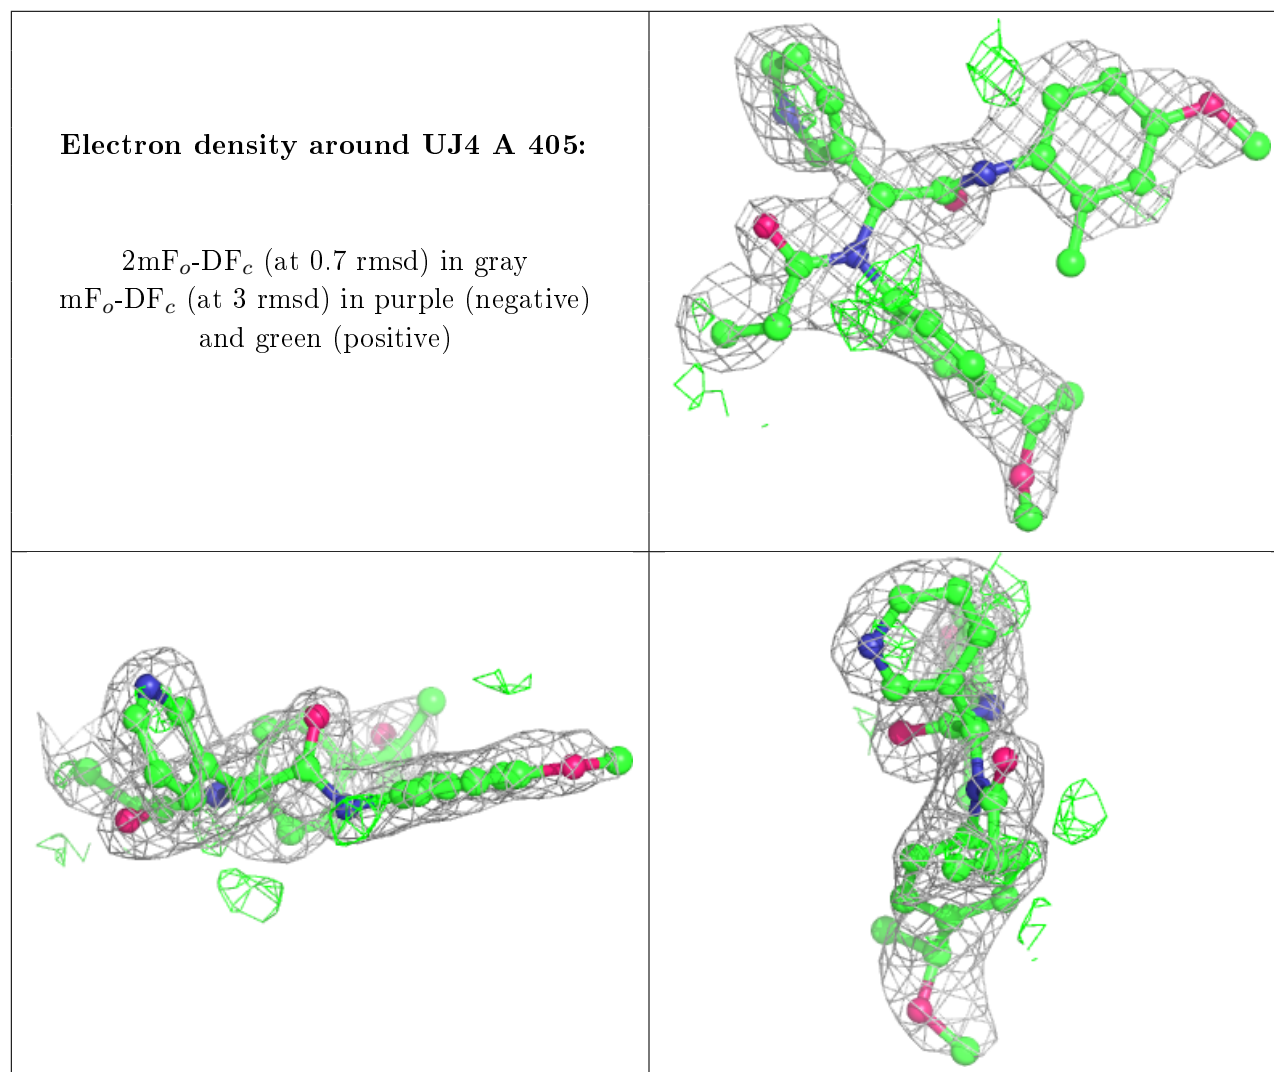 Electron density around UJ4 A 405:
2mFₒ-DF𝒸 (at 0.7 rmsd) in gray
mFₒ-DF𝒸 (at 3 rmsd) in purple (negative)
and green (positive)